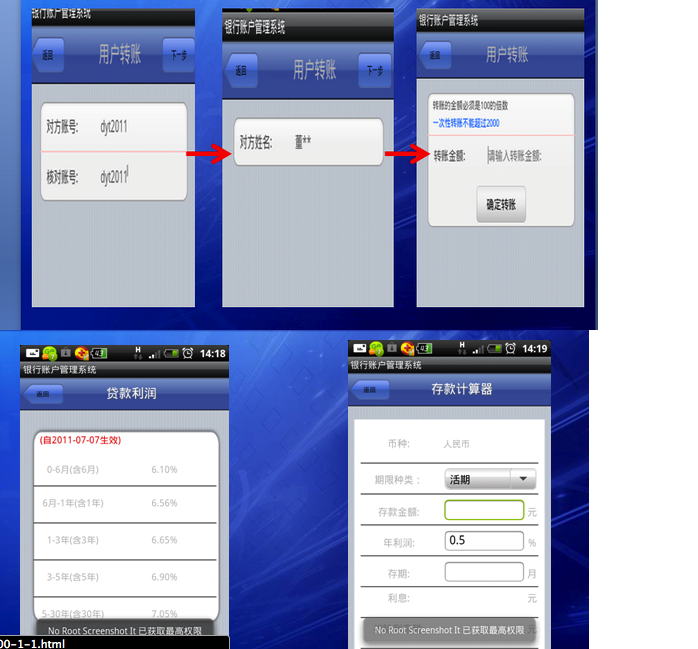 银行账户管理系统
返回 用户转账 下一步
对方账号: dyt2011
核对账号: dyt2011
银行账户管理系统
返回 用户转账 下一步
对方姓名: 董**
银行账户管理系统
返回 用户转账
转账的金额必须是100的倍数
一次性转账不能超过2000
转账金额: 请输入转账金额:
确定转账
H 14:18
银行账户管理系统
返回 贷款利润
(自2011-07-07生效)
0-6月(含6月) 6.10%
6月-1年(含1年) 6.56%
1-3年(含3年) 6.65%
3-5年(含5年) 6.90%
5-30年(含30年) 7.05%
No Root Screenshot It 已获取最高权限
00-1-1.html
H 14:19
银行账户管理系统
返回 存款计算器
币种: 人民币
期限种类: 活期
存款金额: 元
年利润: 0.5 %
存期: 月
利息: 元
No Root Screenshot It 已获取最高权限